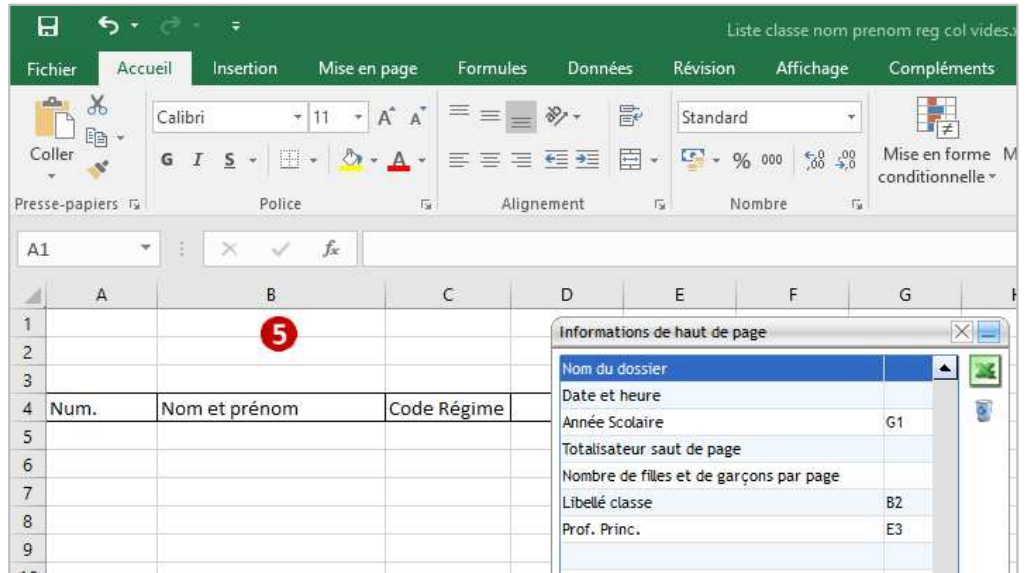 Liste classe nom prenom reg col vides.
Fichier Accueil Insertion Mise en page Formules Données Révision Affichage Compléments
Calibri 11 A A Standard
Coller G I S A % 000 ,00 ,00 Mise en forme M
conditionnelle
Presse-papiers Police Alignement Nombre
A1 fx
A B C D E F G
1 5 Informations de haut de page
2 Nom du dossier
3 Date et heure
4 Num. Nom et prénom Code Régime
Année Scolaire G1
5 Totalisateur saut de page
6 Nombre de filles et de garçons par page
7 Libellé classe B2
8 Prof. Princ. E3
9